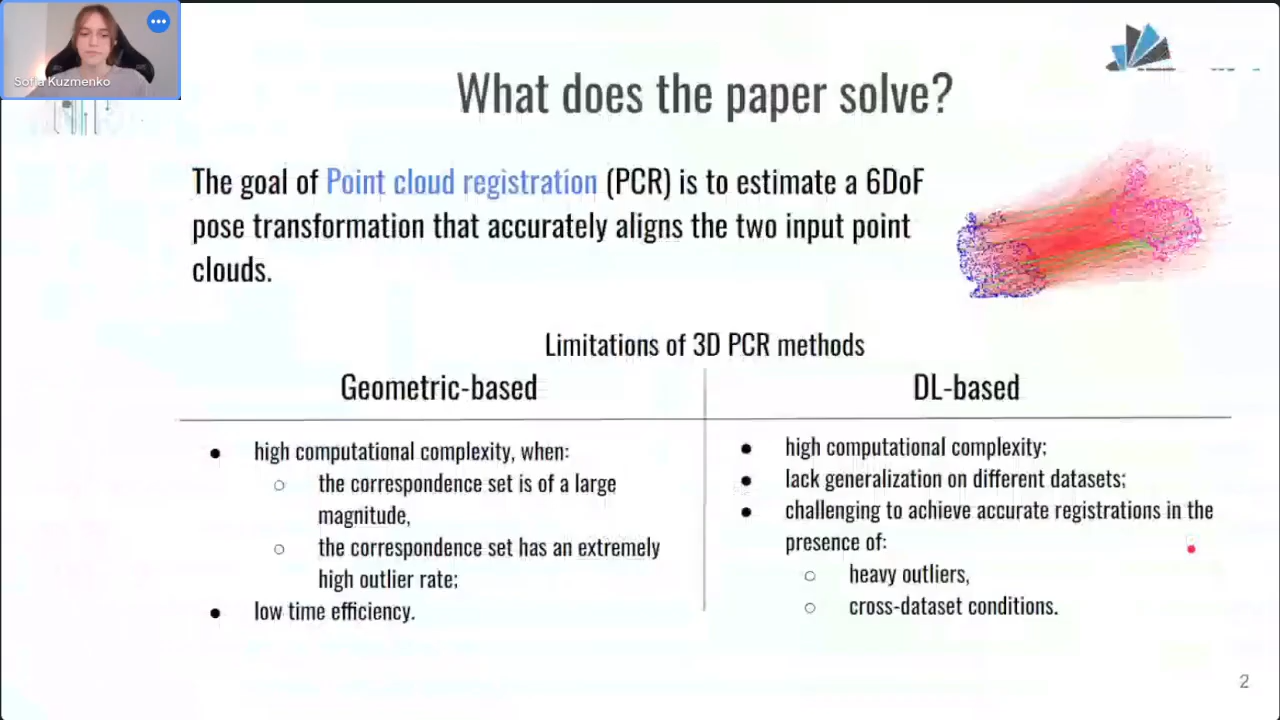 Sofia Kuzmenko
What does the paper solve?
The goal of Point cloud registration (PCR) is to estimate a 6DoF
pose transformation that accurately aligns the two input point
clouds.
Limitations of 3D PCR methods
Geometric-based
● high computational complexity, when:
○ the correspondence set is of a large
magnitude,
○ the correspondence set has an extremely
high outlier rate;
● low time efficiency.
DL-based
● high computational complexity;
● lack generalization on different datasets;
● challenging to achieve accurate registrations in the
presence of:
○ heavy outliers,
○ cross-dataset conditions.
2